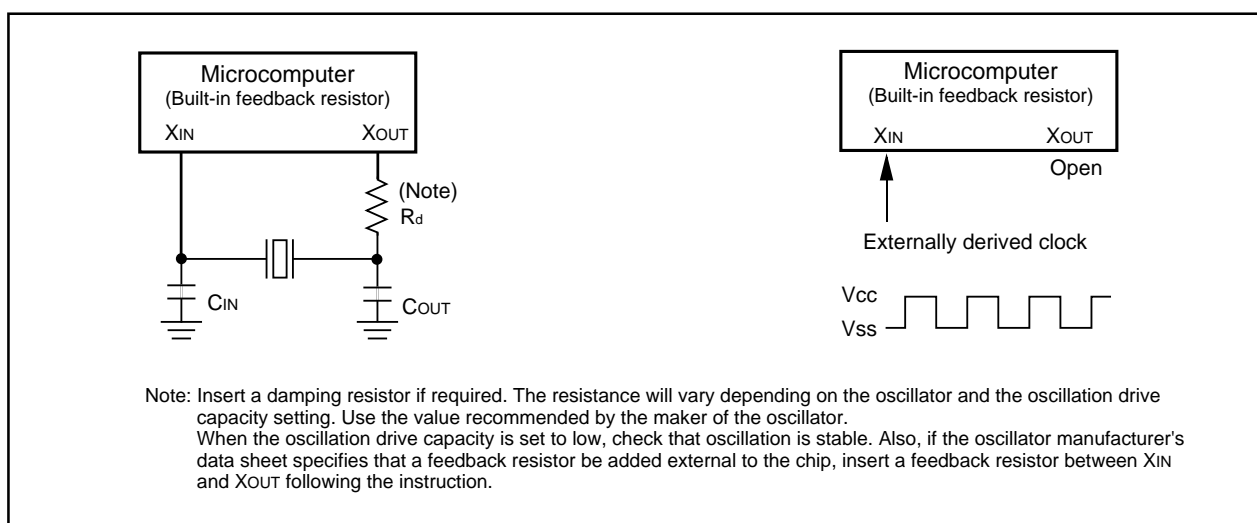 Microcomputer
(Built-in feedback resistor)
XIN XOUT
(Note)
Rd
CIN
COUT
Microcomputer
(Built-in feedback resistor)
XIN XOUT
Open
Externally derived clock
Vcc
Vss
Note: Insert a damping resistor if required. The resistance will vary depending on the oscillator and the oscillation drive
capacity setting. Use the value recommended by the maker of the oscillator.
When the oscillation drive capacity is set to low, check that oscillation is stable. Also, if the oscillator manufacturer's
data sheet specifies that a feedback resistor be added external to the chip, insert a feedback resistor between XIN
and XOUT following the instruction.